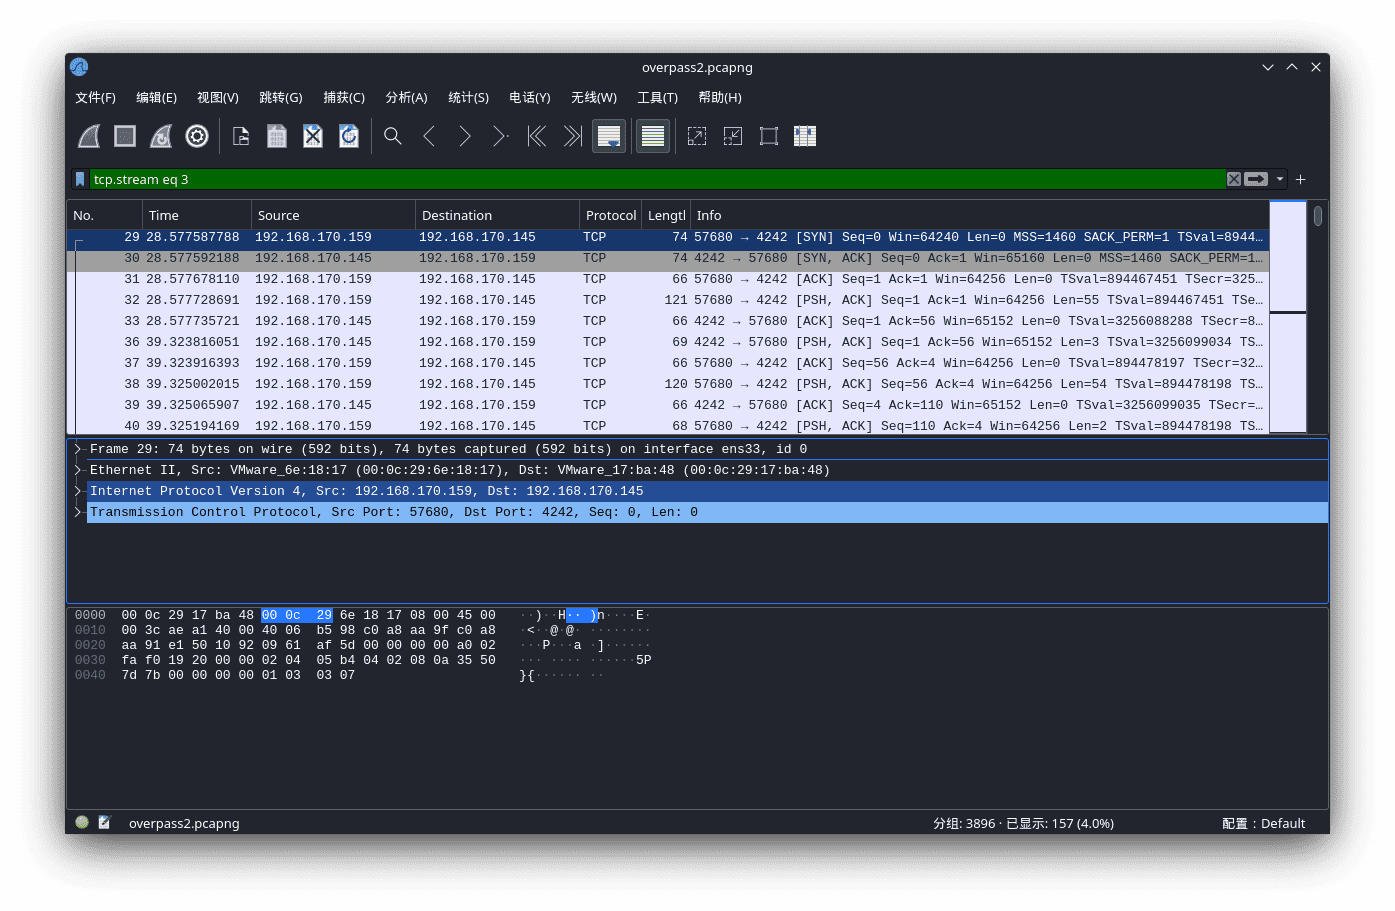 overpass2.pcapng
文件(F) 编辑(E) 视图(V) 跳转(G) 捕获(C) 分析(A) 统计(S) 电话(Y) 无线(W) 工具(T) 帮助(H)
tcp.stream eq 3
No. Time Source Destination Protocol Lengtl Info
29 28.577587788 192.168.170.159 192.168.170.145 TCP 74 57680 → 4242 [SYN] Seq=0 Win=64240 Len=0 MSS=1460 SACK_PERM=1 TSval=8944…
30 28.577592188 192.168.170.145 192.168.170.159 TCP 74 4242 → 57680 [SYN, ACK] Seq=0 Ack=1 Win=65160 Len=0 MSS=1460 SACK_PERM=1…
31 28.577678110 192.168.170.159 192.168.170.145 TCP 66 57680 → 4242 [ACK] Seq=1 Ack=1 Win=64256 Len=0 TSval=894467451 TSecr=325…
32 28.577728691 192.168.170.159 192.168.170.145 TCP 121 57680 → 4242 [PSH, ACK] Seq=1 Ack=1 Win=64256 Len=55 TSval=894467451 TSe…
33 28.577735721 192.168.170.145 192.168.170.159 TCP 66 4242 → 57680 [ACK] Seq=1 Ack=56 Win=65152 Len=0 TSval=3256088288 TSecr=8…
36 39.323816051 192.168.170.145 192.168.170.159 TCP 69 4242 → 57680 [PSH, ACK] Seq=1 Ack=56 Win=65152 Len=3 TSval=3256099034 TS…
37 39.323916393 192.168.170.159 192.168.170.145 TCP 66 57680 → 4242 [ACK] Seq=56 Ack=4 Win=64256 Len=0 TSval=894478197 TSecr=32…
38 39.325002015 192.168.170.159 192.168.170.145 TCP 120 57680 → 4242 [PSH, ACK] Seq=56 Ack=4 Win=64256 Len=54 TSval=894478198 TS…
39 39.325065907 192.168.170.145 192.168.170.159 TCP 66 4242 → 57680 [ACK] Seq=4 Ack=110 Win=65152 Len=0 TSval=3256099035 TSecr=…
40 39.325194169 192.168.170.159 192.168.170.145 TCP 68 57680 → 4242 [PSH, ACK] Seq=110 Ack=4 Win=64256 Len=2 TSval=894478198 TS…
Frame 29: 74 bytes on wire (592 bits), 74 bytes captured (592 bits) on interface ens33, id 0
Ethernet II, Src: VMware_6e:18:17 (00:0c:29:6e:18:17), Dst: VMware_17:ba:48 (00:0c:29:17:ba:48)
Internet Protocol Version 4, Src: 192.168.170.159, Dst: 192.168.170.145
Transmission Control Protocol, Src Port: 57680, Dst Port: 4242, Seq: 0, Len: 0
0000 00 0c 29 17 ba 48 00 0c 29 6e 18 17 08 00 45 00 ··)··H·· )n····E·
0010 00 3c ae a1 40 00 40 06 b5 98 c0 a8 aa 9f c0 a8 ·<··@·@· ········
0020 aa 91 e1 50 10 92 09 61 af 5d 00 00 00 00 a0 02 ···P···a ·]······
0030 fa f0 19 20 00 00 02 04 05 b4 04 02 08 0a 35 50 ··· ···· ······5P
0040 7d 7b 00 00 00 00 01 03 03 07 }{······ ··
overpass2.pcapng 分组: 3896 · 已显示: 157 (4.0%) 配置：Default